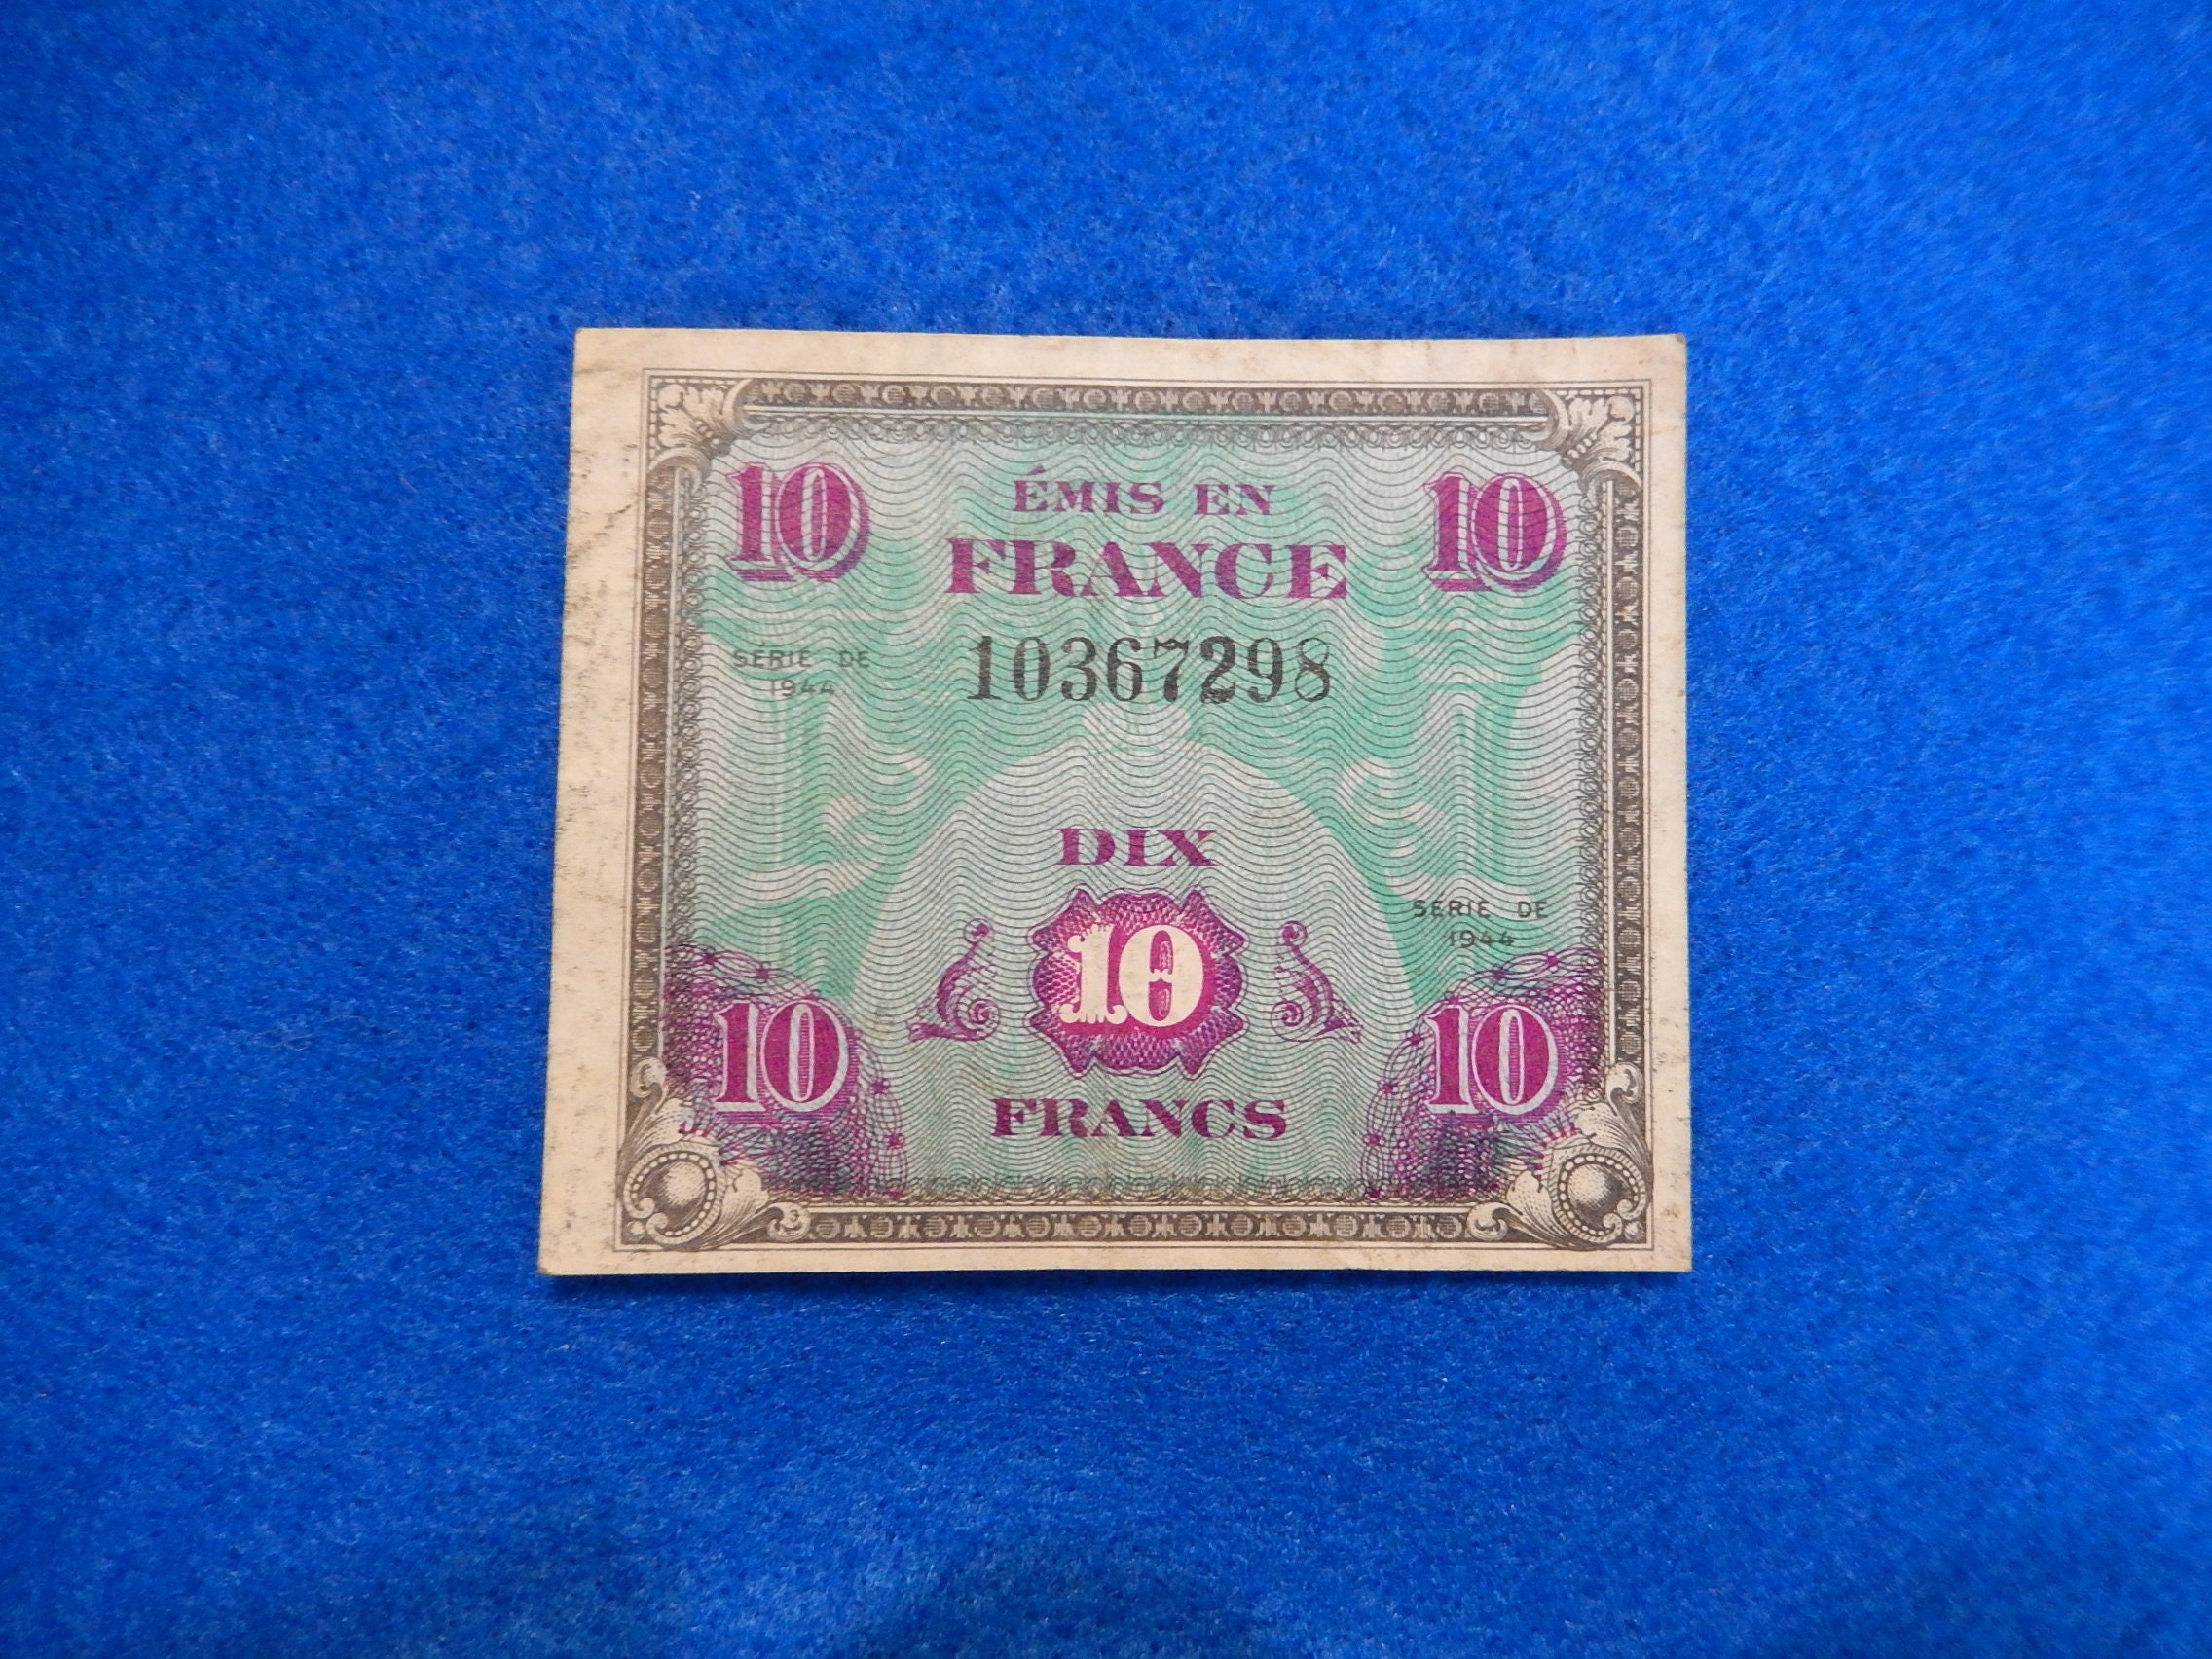 10 ÉMIS EN 10
FRANCE
10367298
SÉRIE DE
1944
DIX
SÉRIE DE
1944
10
10 10
FRANCS